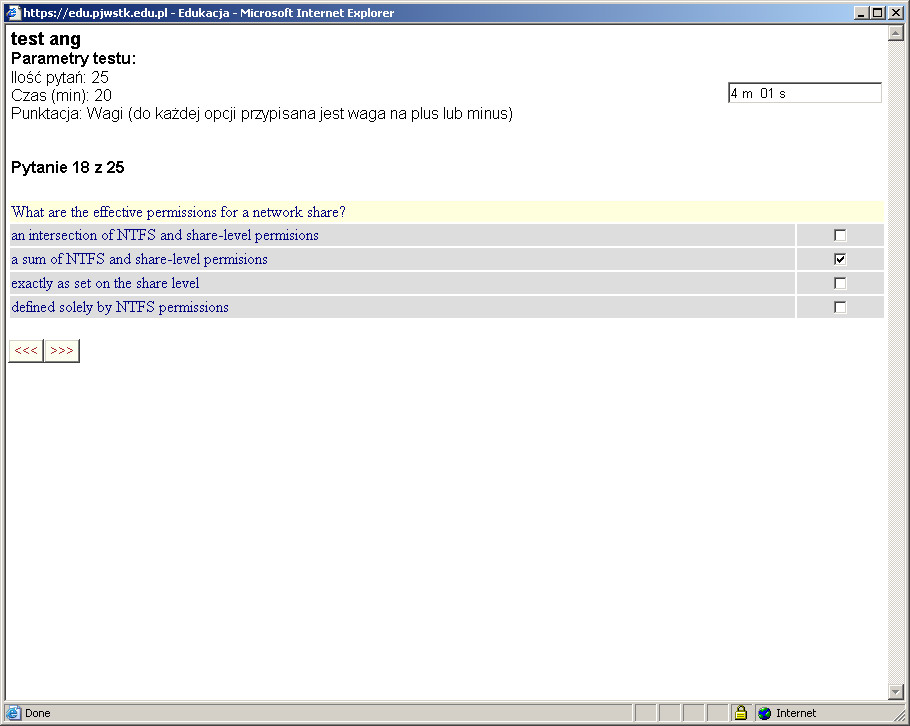 https://edu.pjwstk.edu.pl - Edukacja - Microsoft Internet Explorer
test ang
Parametry testu:
Ilość pytań: 25
Czas (min): 20
4 m 01 s
Punktacja: Wagi (do każdej opcji przypisana jest waga na plus lub minus)
Pytanie 18 z 25
What are the effective permissions for a network share?
an intersection of NTFS and share-level permisions
a sum of NTFS and share-level permisions
exactly as set on the share level
defined solely by NTFS permissions
<<< >>>
Done Internet